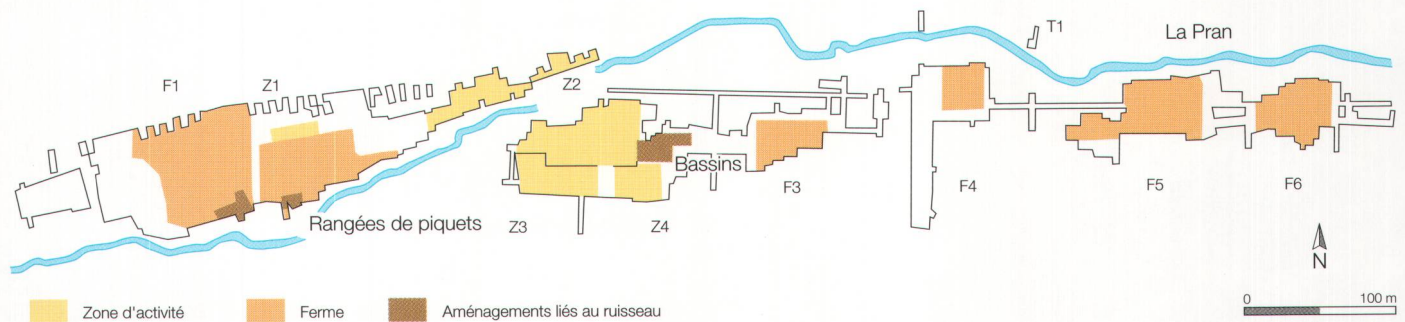 T1
La Pran
F1
Z1
Z2
Bassins
F3
F4
F5
F6
Rangées de piquets
Z3
Z4
N
Zone d'activité
Ferme
Aménagements liés au ruisseau
0
100 m